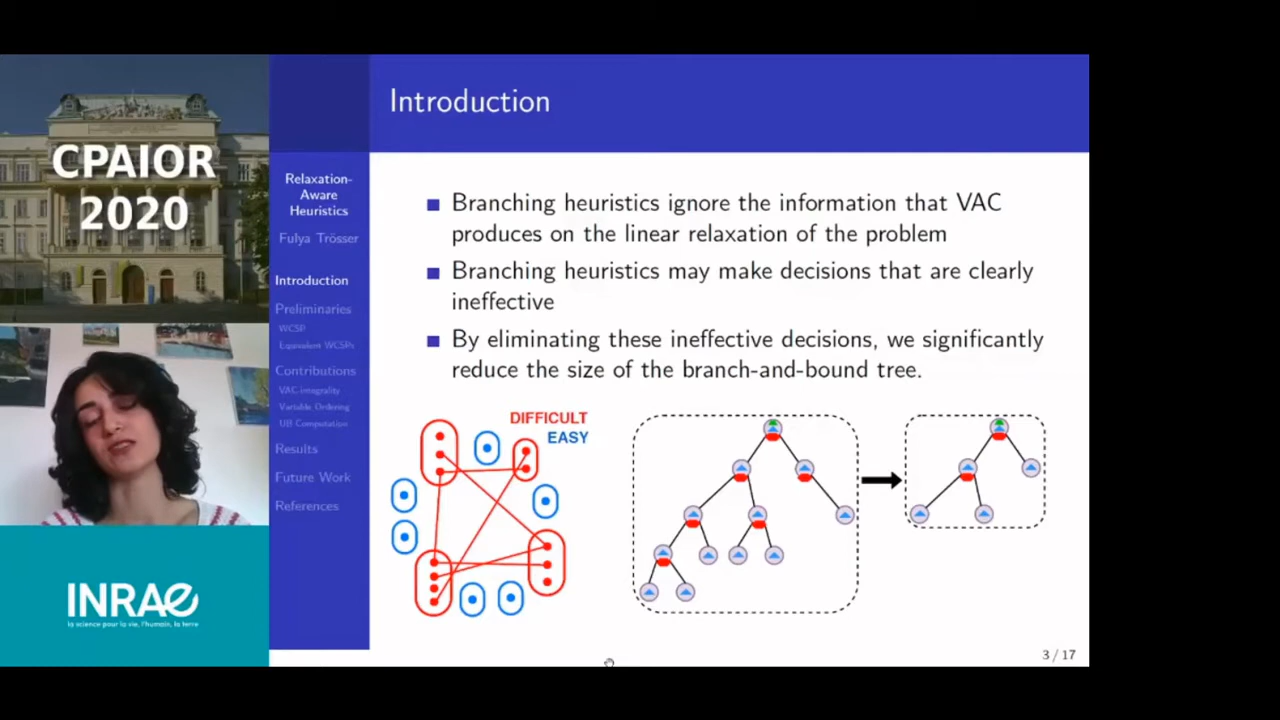 CPAIOR
2020
INRAE
la science pour la vie, l'humain, la terre
Relaxation-
Aware
Heuristics
Fulya Trösser
Introduction
Preliminaries
WCSP
Equivalent WCSPs
Contributions
VAC-integrality
Variable Ordering
UB Computation
Results
Future Work
References
Introduction
Branching heuristics ignore the information that VAC
produces on the linear relaxation of the problem
Branching heuristics may make decisions that are clearly
ineffective
By eliminating these ineffective decisions, we significantly
reduce the size of the branch-and-bound tree.
DIFFICULT
EASY
3 / 17